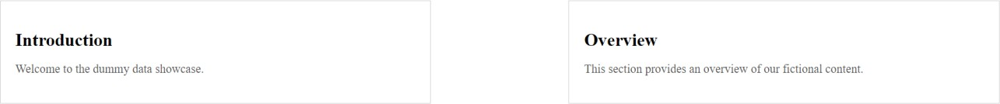 Introduction
Welcome to the dummy data showcase.
Overview
This section provides an overview of our fictional content.